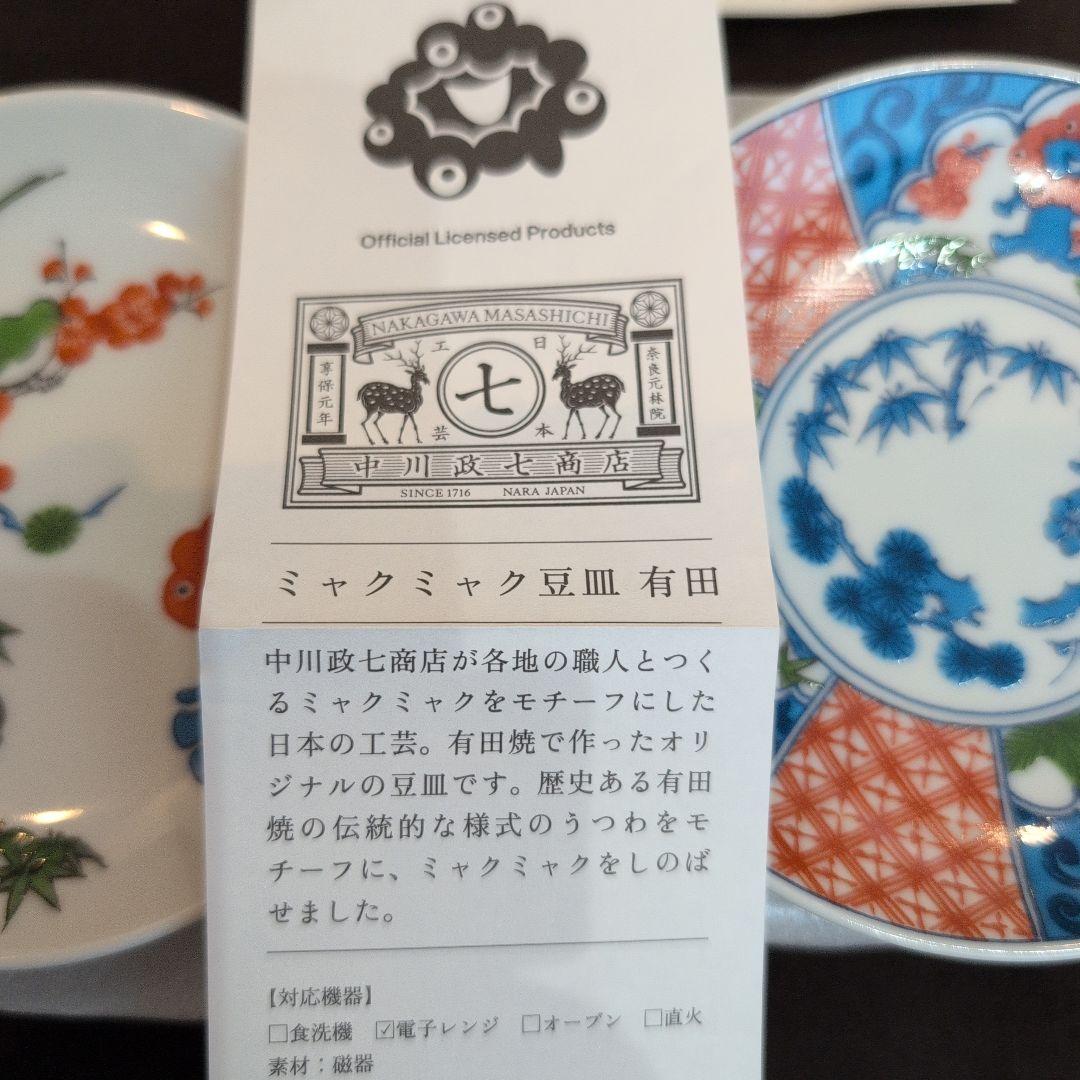 Official Licensed Products
NAKAGAWA MASASHICHI
工 日
享保元年
七
奈良元林院
芸 本
中川政七商店
SINCE 1716 NARA JAPAN
ミャクミャク豆皿 有田
中川政七商店が各地の職人とつく
るミャクミャクをモチーフにした
日本の工芸。有田焼で作ったオリ
ジナルの豆皿です。歴史ある有田
焼の伝統的な様式のうつわをモ
チーフに、ミャクミャクをしのば
せました。
【対応機器】
☐食洗機 ☑電子レンジ ☐オーブン ☐直火
素材：磁器